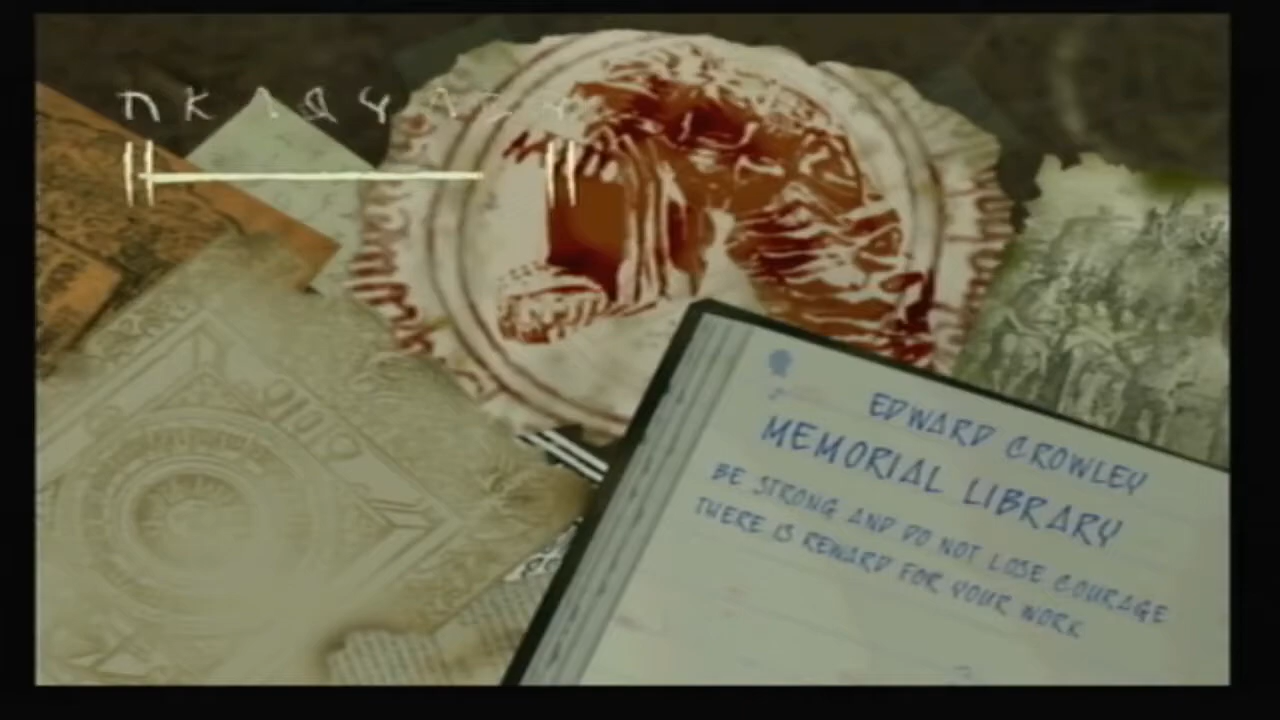 EDWARD CROWLEY
MEMORIAL LIBRARY
BE STRONG AND DO NOT LOSE COURAGE
THERE IS REWARD FOR YOUR WORK